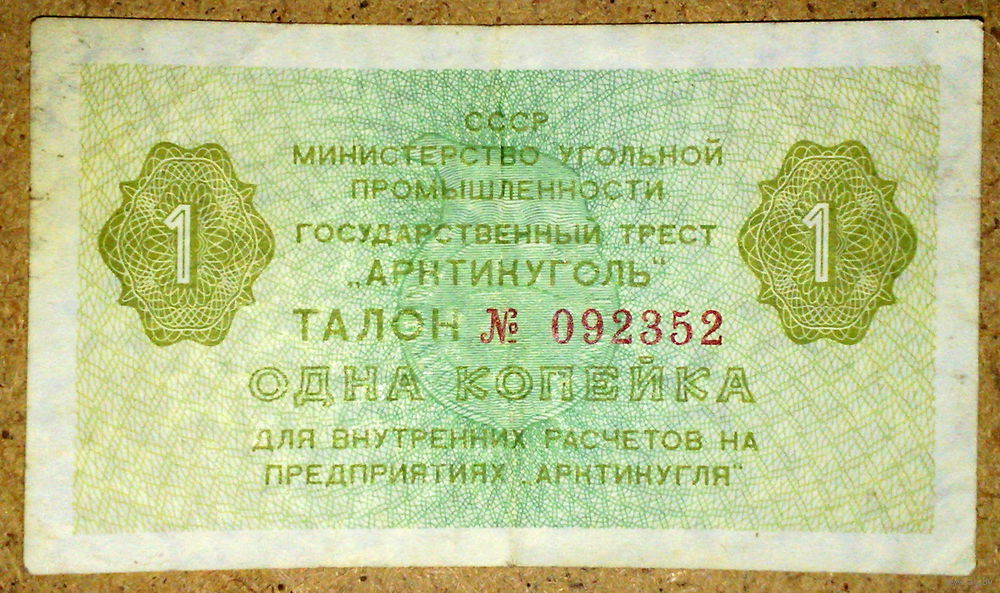 СССР
МИНИСТЕРСТВО УГОЛЬНОЙ
ПРОМЫШЛЕННОСТИ
ГОСУДАРСТВЕННЫЙ ТРЕСТ
„АРКТИКУГОЛЬ"
1 1
ТАЛОН № 092352
ОДНА КОПЕЙКА
ДЛЯ ВНУТРЕННИХ РАСЧЕТОВ НА
ПРЕДПРИЯТИЯХ „АРКТИКУГЛЯ"